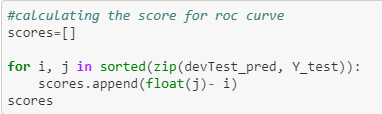 #calculating the score for roc curve
scores=[]
for i, j in sorted(zip(devTest_pred, Y_test)):
    scores.append(float(j)- i)
scores